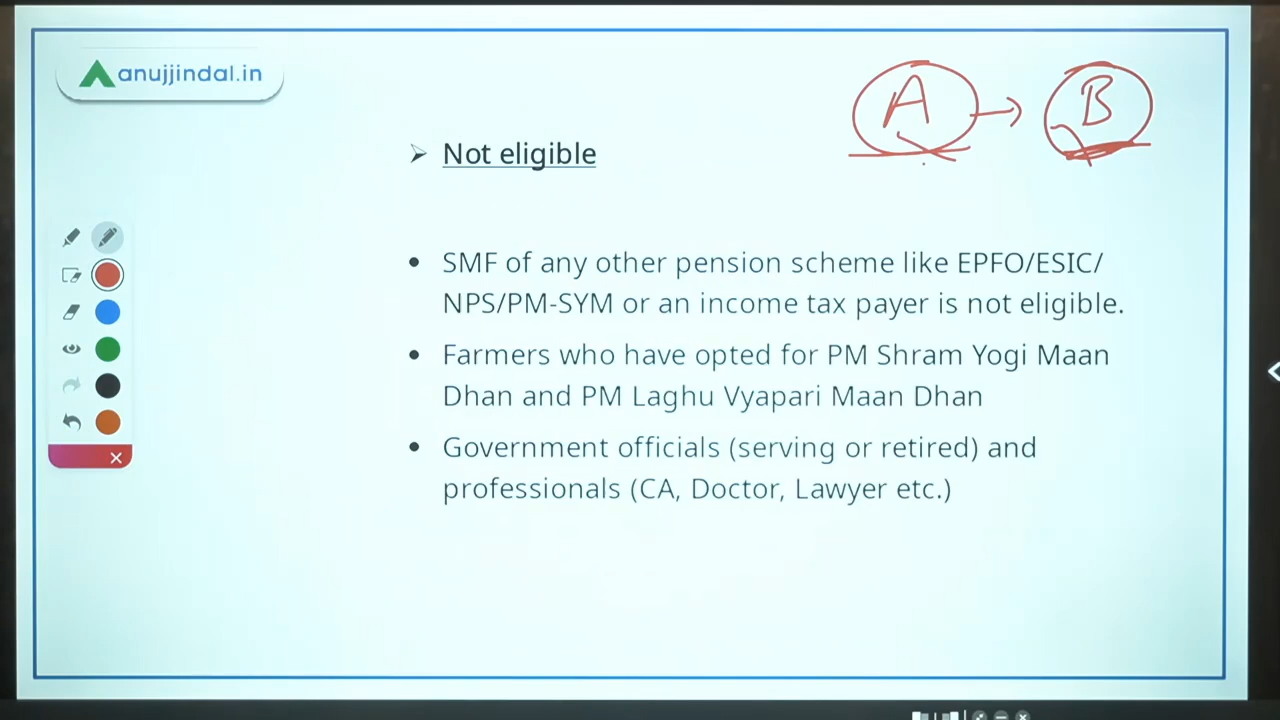 anujjindal.in
A → B
➢ Not eligible
• SMF of any other pension scheme like EPFO/ESIC/
NPS/PM-SYM or an income tax payer is not eligible.
• Farmers who have opted for PM Shram Yogi Maan
Dhan and PM Laghu Vyapari Maan Dhan
• Government officials (serving or retired) and
professionals (CA, Doctor, Lawyer etc.)